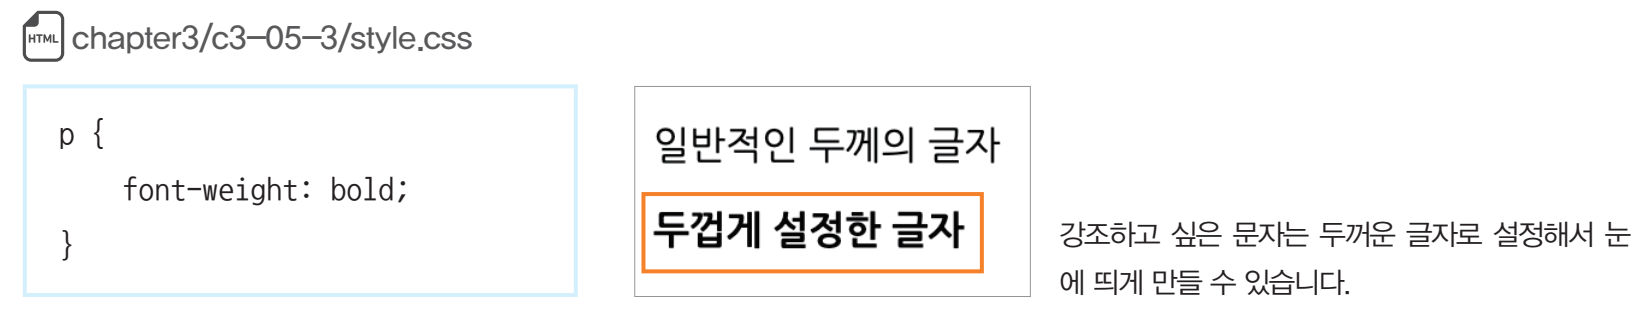 HTML chapter3/c3-05-3/style.css
p {
font-weight: bold;
}
일반적인 두께의 글자
두껍게 설정한 글자
강조하고 싶은 문자는 두꺼운 글자로 설정해서 눈
에 띄게 만들 수 있습니다.